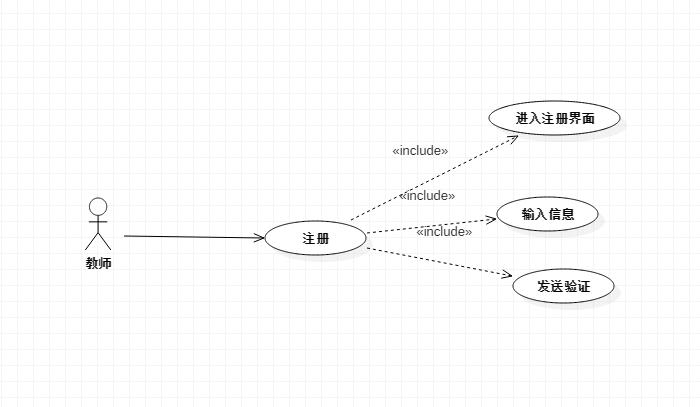 进入注册界面
«include»
«include»
输入信息
«include»
注册
教师
发送验证